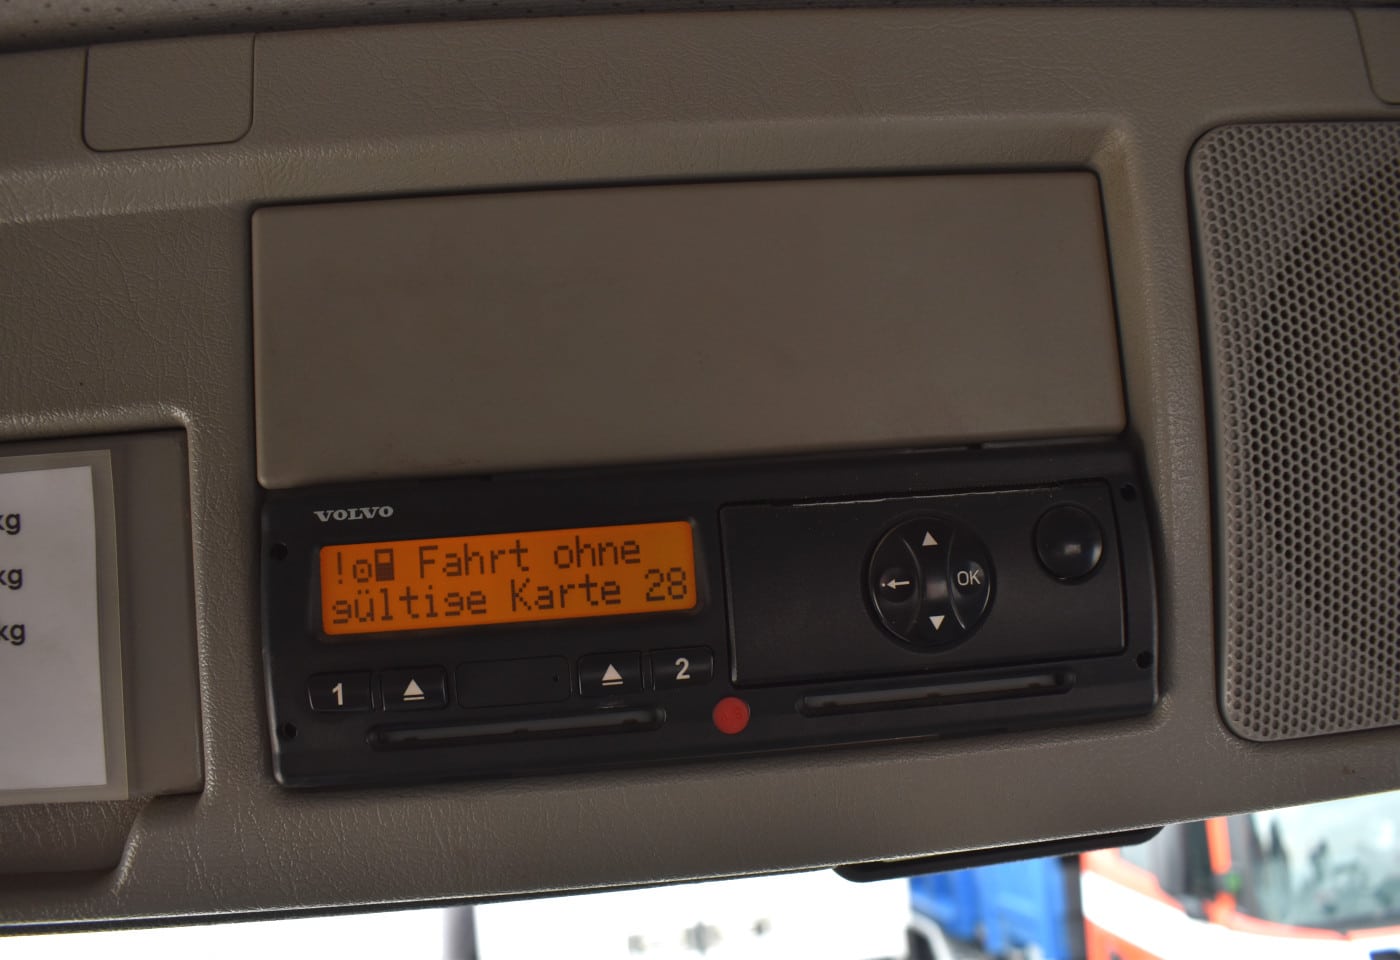 kg
kg
kg
VOLVO
! Fahrt ohne
gültige Karte 28
OK
1
2